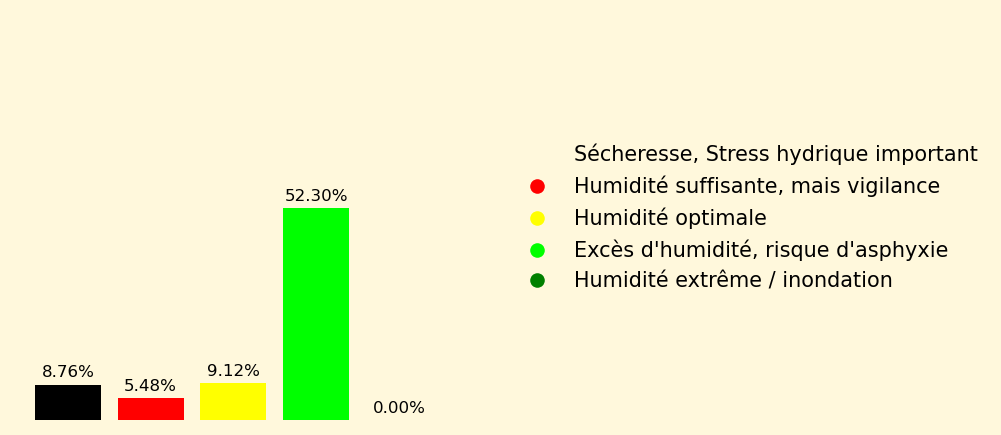 52.30%
8.76%
5.48%
9.12%
0.00%
Sécheresse, Stress hydrique important
Humidité suffisante, mais vigilance
Humidité optimale
Excès d'humidité, risque d'asphyxie
Humidité extrême / inondation